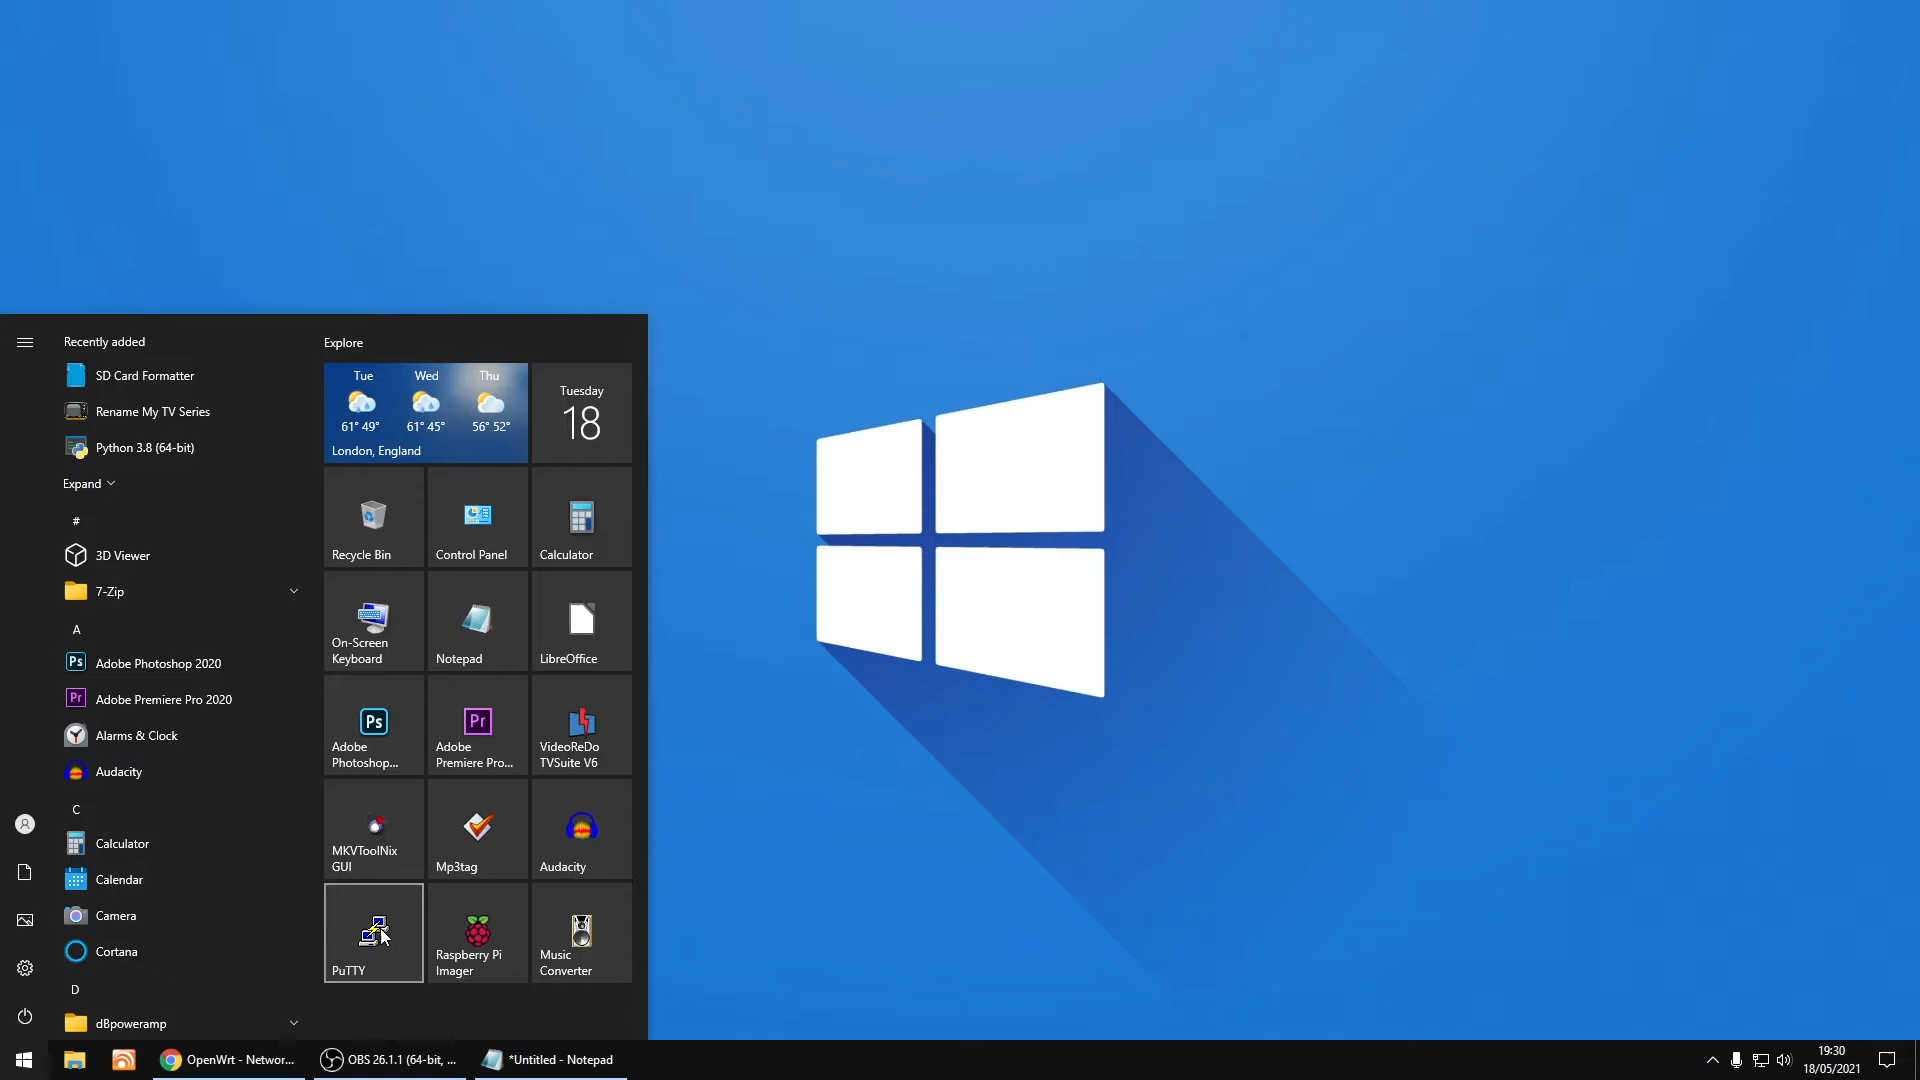 Recently added
SD Card Formatter
Rename My TV Series
Python 3.8 (64-bit)
Expand
#
3D Viewer
7-Zip
A
Ps
Adobe Photoshop 2020
Pr
Adobe Premiere Pro 2020
Alarms & Clock
Audacity
C
Calculator
Calendar
Camera
Cortana
D
dBpoweramp
Explore
Tue Wed Thu
61° 49° 61° 45° 56° 52°
London, England
Tuesday
18
Recycle Bin
Control Panel
Calculator
On-Screen
Keyboard
Notepad
LibreOffice
Ps
Adobe
Photoshop...
Pr
Adobe
Premiere Pro...
VideoReDo
TVSuite V6
MKVToolNix
GUI
Mp3tag
Audacity
PuTTY
Raspberry Pi
Imager
Music
Converter
OpenWrt - Networ...
OBS 26.1.1 (64-bit, ...
*Untitled - Notepad
19:30
18/05/2021